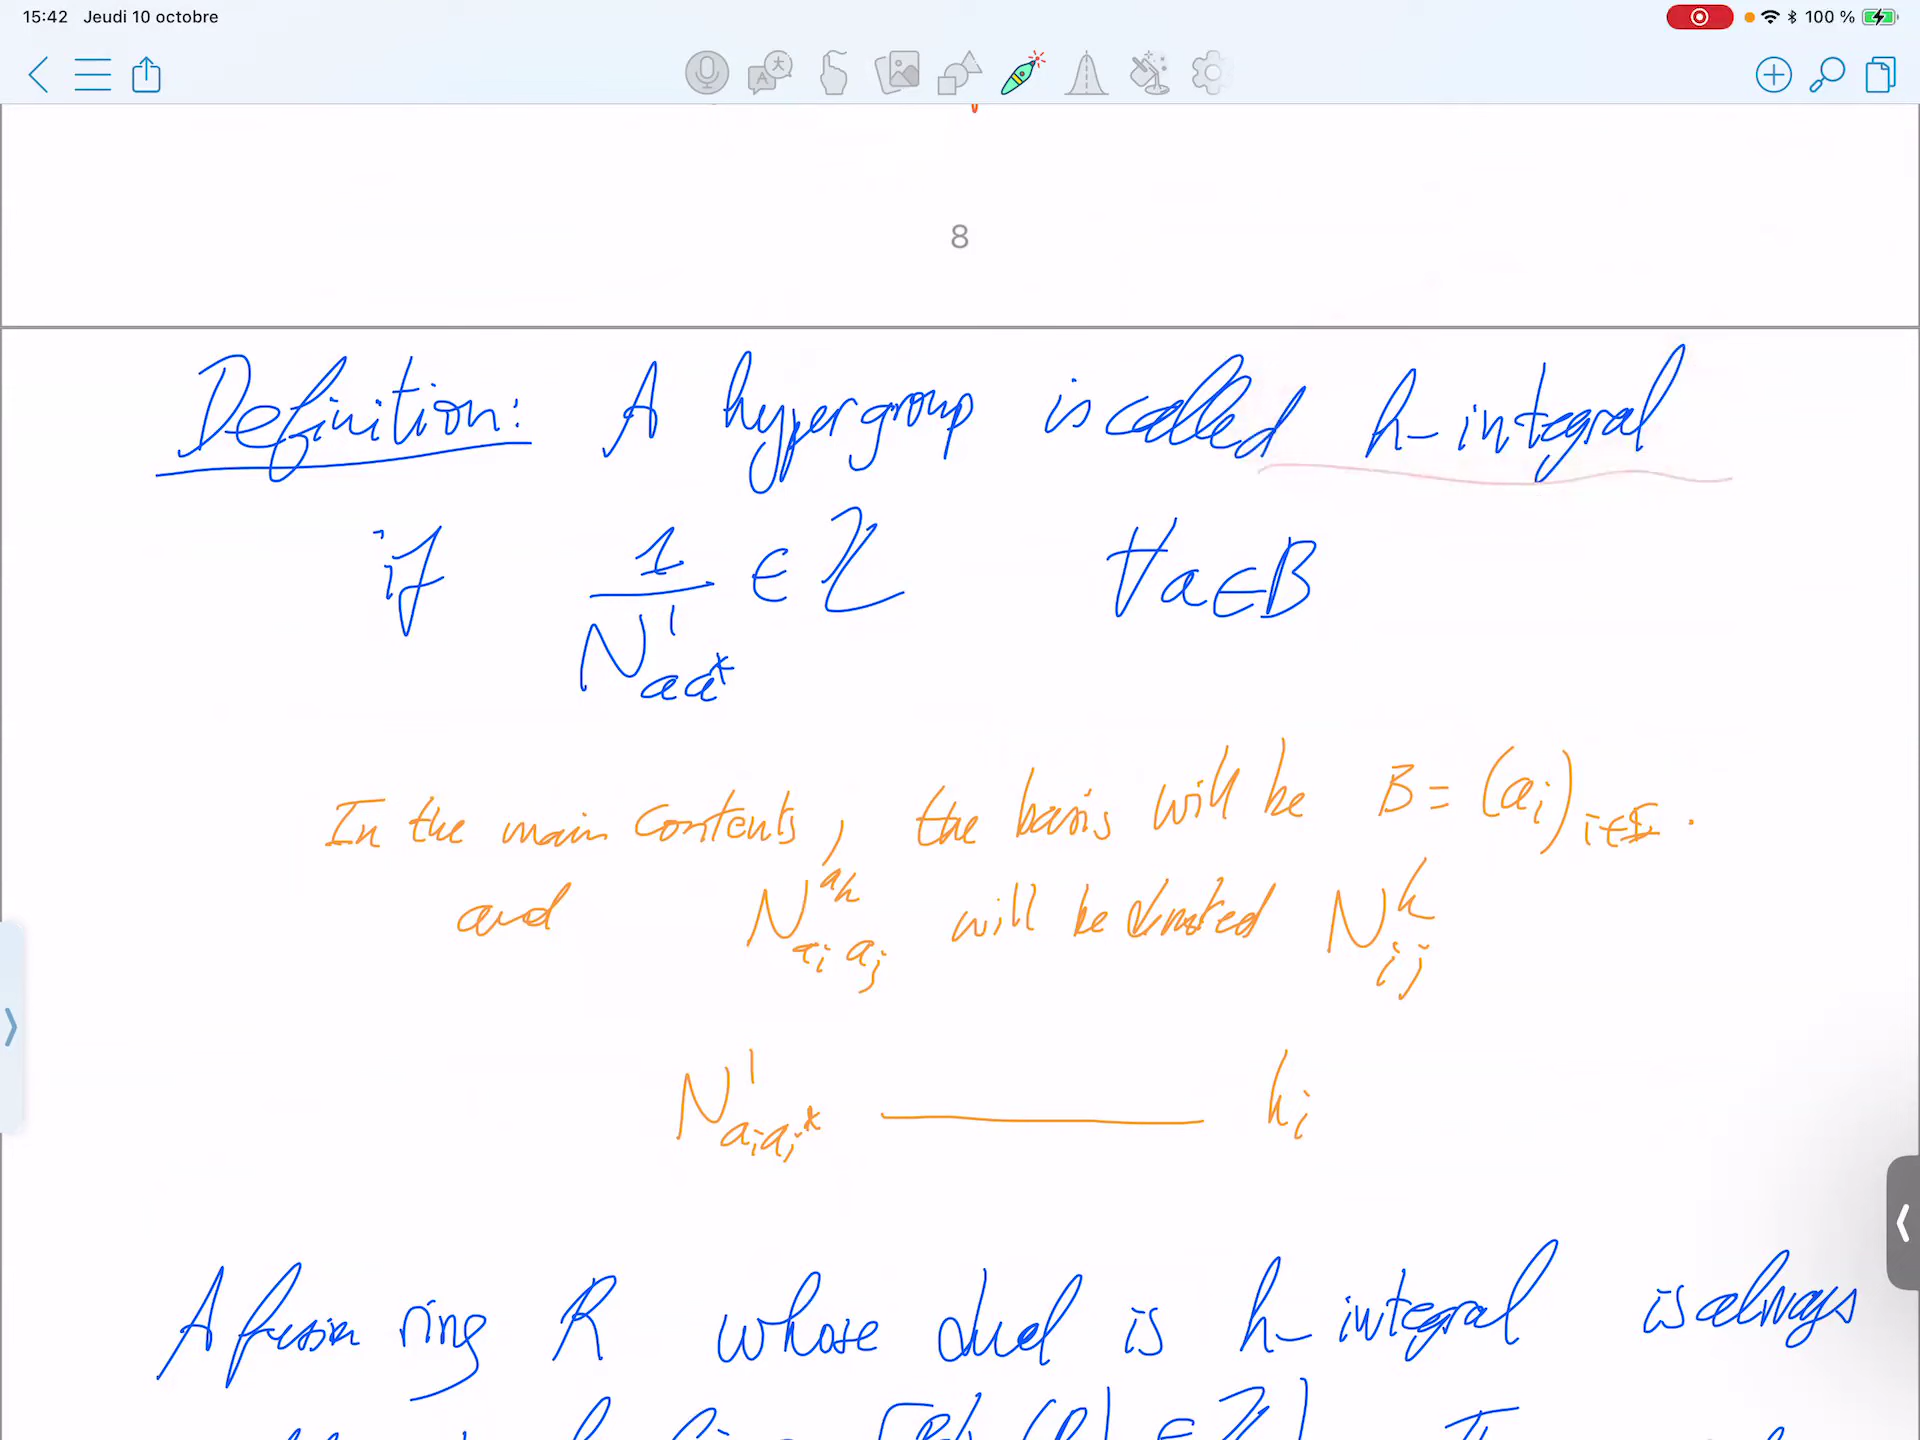 15:42 Jeudi 10 octobre 100 %
8
Definition: A hypergroup is called h-integral
if 1/N^1_{aa*} ∈ ℤ ∀a∈B
In the main contents, the basis will be B = (a_i)_{i∈I}.
and N^{a_k}_{a_i a_j} will be denoted N^k_{ij}
N^1_{a_i a_i*} ——— h_i
A fusion ring R whose dual is h-integral is always